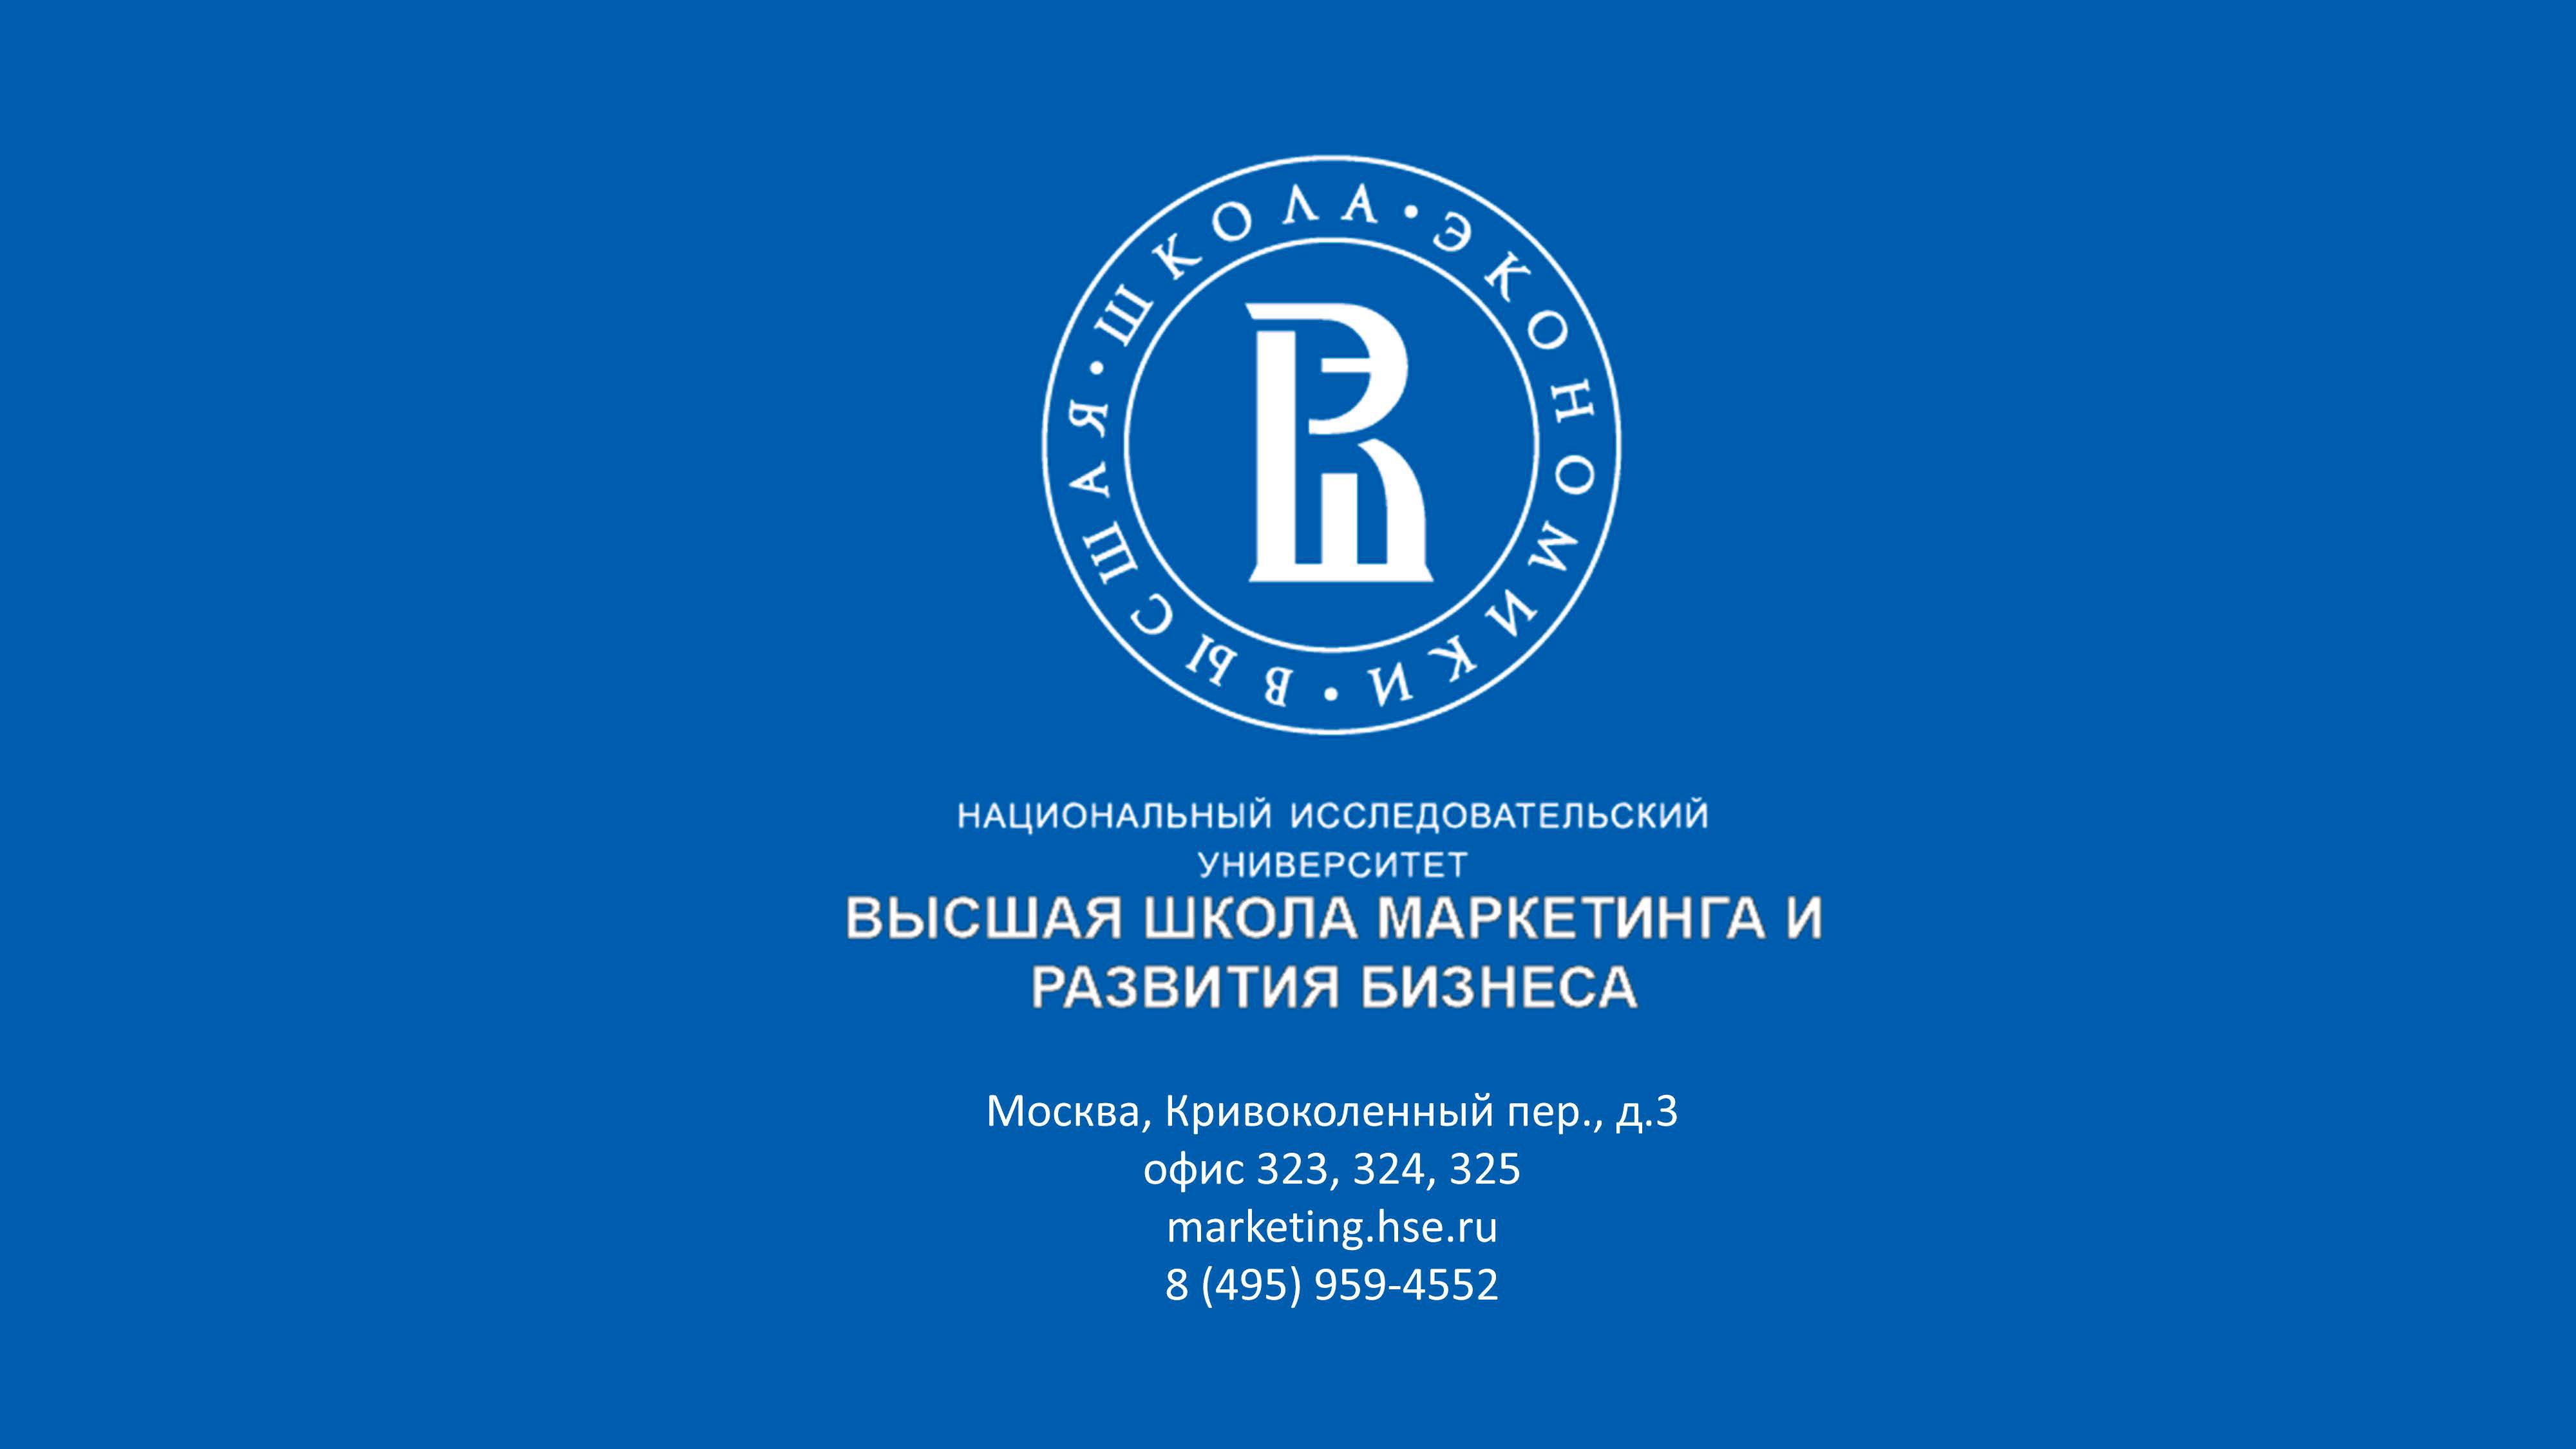 ВЫСШАЯ • ШКОЛА • ЭКОНОМИКИ •
НАЦИОНАЛЬНЫЙ ИССЛЕДОВАТЕЛЬСКИЙ
УНИВЕРСИТЕТ
ВЫСШАЯ ШКОЛА МАРКЕТИНГА И
РАЗВИТИЯ БИЗНЕСА
Москва, Кривоколенный пер., д.3
офис 323, 324, 325
marketing.hse.ru
8 (495) 959-4552